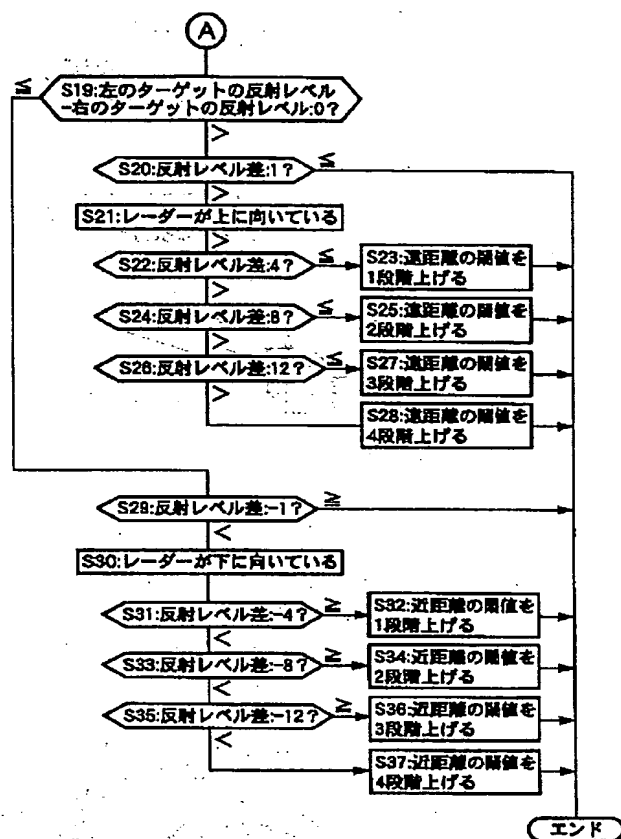 A
S19:左のターゲットの反射レベル
-右のターゲットの反射レベル:0?
≦
>
S20:反射レベル差:1?
≦
>
S21:レーダーが上に向いている
>
S22:反射レベル差:4?
≦
S23:遠距離の閾値を
1段階上げる
>
S24:反射レベル差:8?
≦
S25:遠距離の閾値を
2段階上げる
>
S26:反射レベル差:12?
≦
S27:遠距離の閾値を
3段階上げる
>
S28:遠距離の閾値を
4段階上げる
S29:反射レベル差:-1?
≧
<
S30:レーダーが下に向いている
S31:反射レベル差:-4?
≧
S32:近距離の閾値を
1段階上げる
<
S33:反射レベル差:-8?
≧
S34:近距離の閾値を
2段階上げる
<
S35:反射レベル差:-12?
≧
S36:近距離の閾値を
3段階上げる
<
S37:近距離の閾値を
4段階上げる
エンド